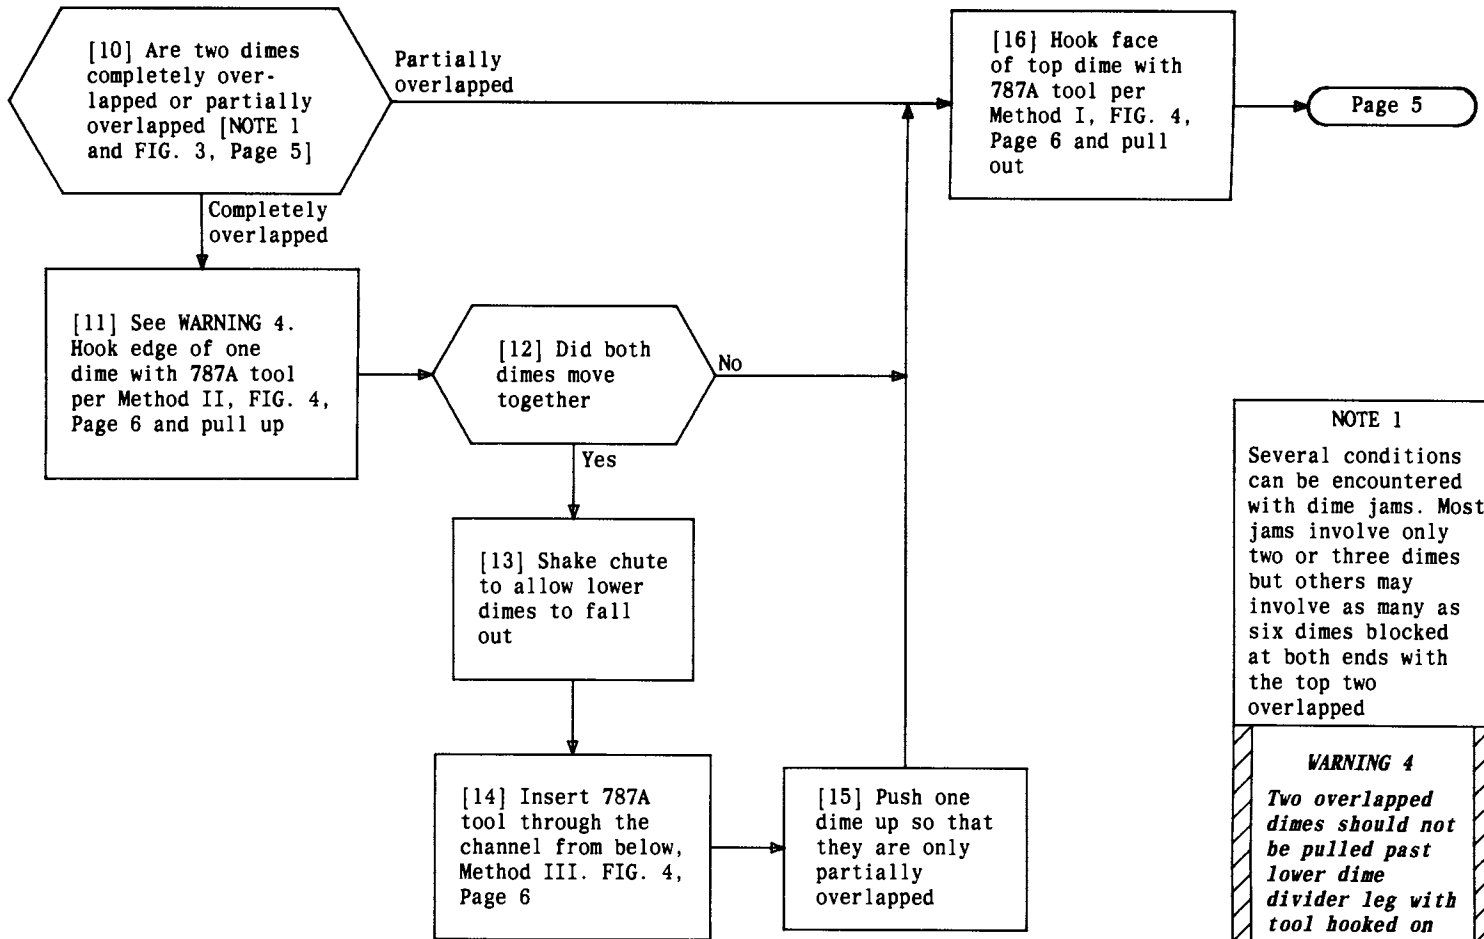 [10] Are two dimes
completely over-
lapped or partially
overlapped [NOTE 1
and FIG. 3, Page 5]
Partially
overlapped
[16] Hook face
of top dime with
787A tool per
Method I, FIG. 4,
Page 6 and pull
out
Page 5
Completely
overlapped
[11] See WARNING 4.
Hook edge of one
dime with 787A tool
per Method II, FIG. 4,
Page 6 and pull up
[12] Did both
dimes move
together
No
Yes
[13] Shake chute
to allow lower
dimes to fall
out
[14] Insert 787A
tool through the
channel from below,
Method III. FIG. 4,
Page 6
[15] Push one
dime up so that
they are only
partially
overlapped
NOTE 1
Several conditions
can be encountered
with dime jams. Most
jams involve only
two or three dimes
but others may
involve as many as
six dimes blocked
at both ends with
the top two
overlapped
WARNING 4
Two overlapped
dimes should not
be pulled past
lower dime
divider leg with
tool hooked on